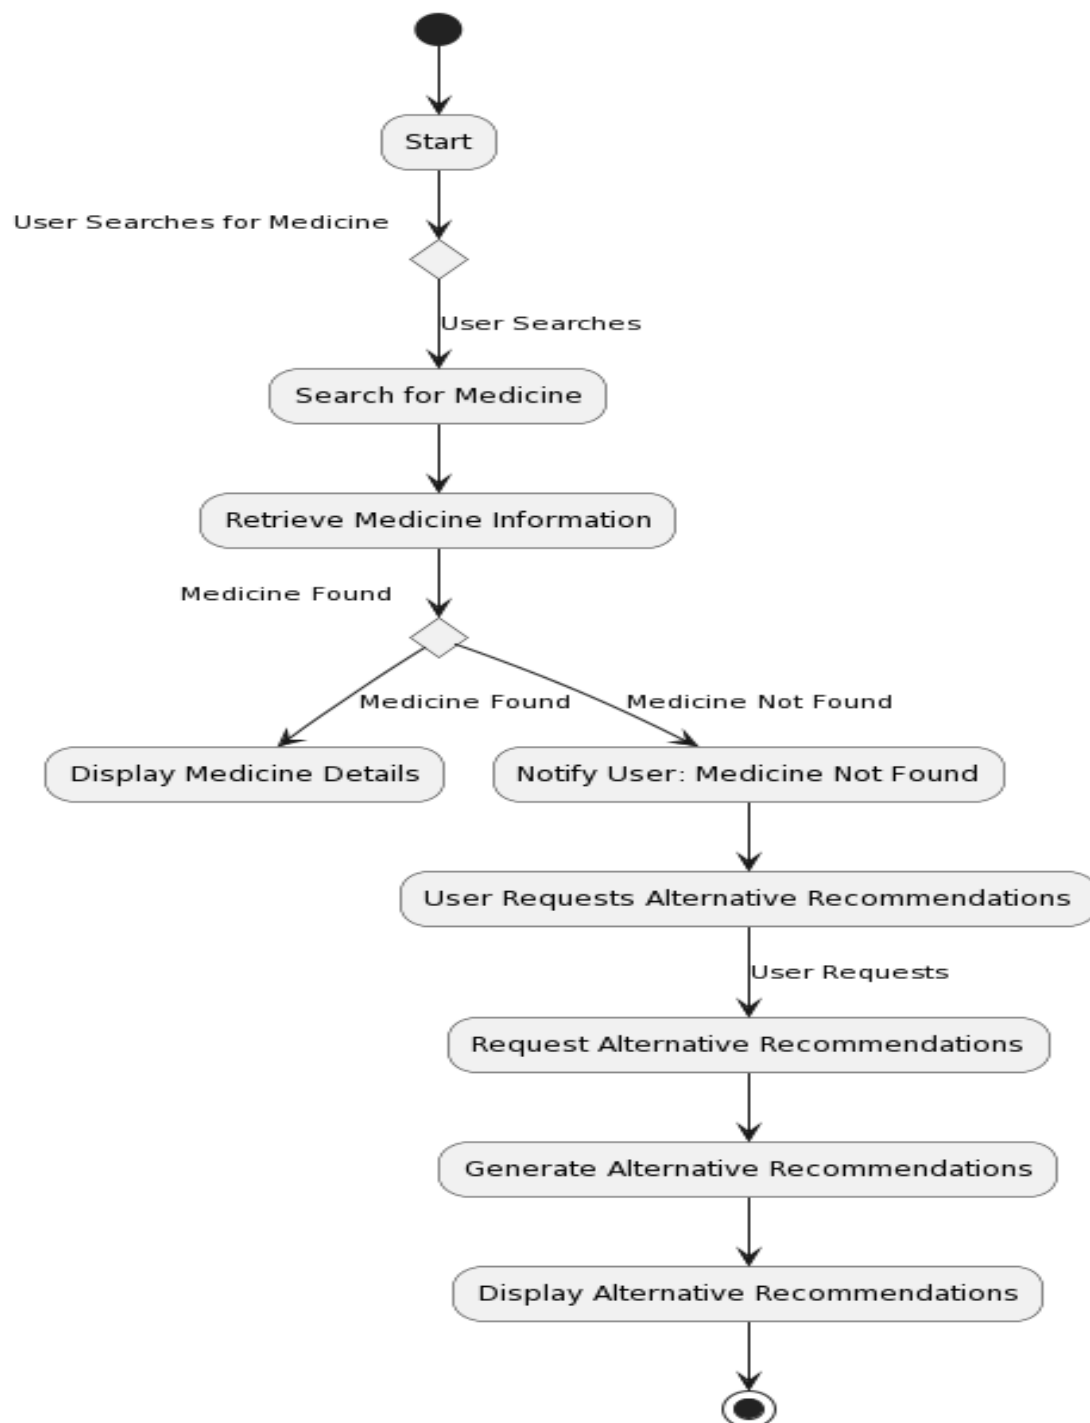 Start
User Searches for Medicine
User Searches
Search for Medicine
Retrieve Medicine Information
Medicine Found
Medicine Found
Medicine Not Found
Display Medicine Details
Notify User: Medicine Not Found
User Requests Alternative Recommendations
User Requests
Request Alternative Recommendations
Generate Alternative Recommendations
Display Alternative Recommendations